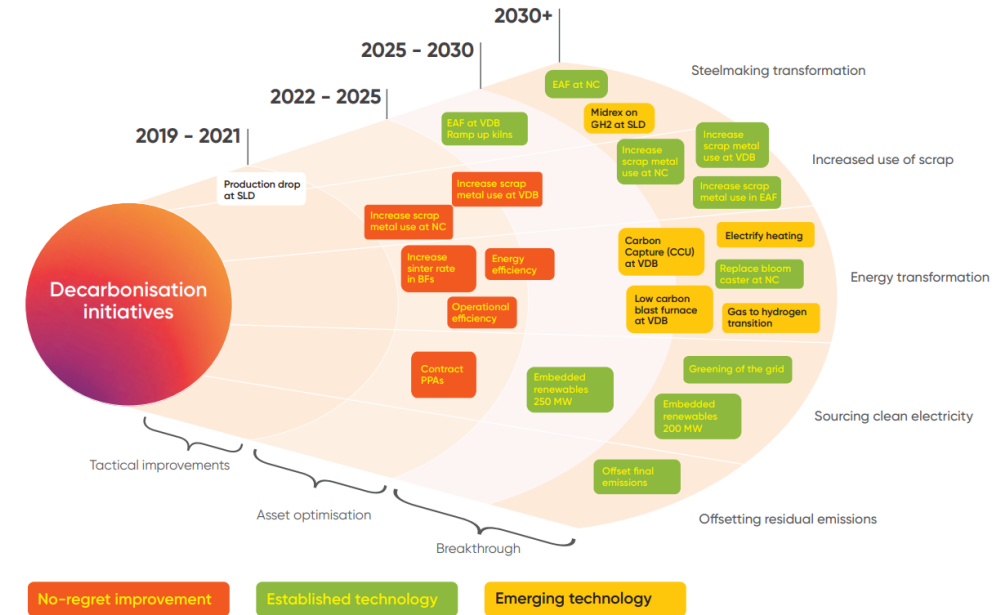 2030+
2025 - 2030
2022 - 2025
2019 - 2021
Steelmaking transformation
EAF at NC
Midrex on
GH2 at SLD
EAF at VDB
Ramp up kilns
Increase
scrap metal
use at VDB
Increase
scrap metal
use at NC
Increased use of scrap
Production drop
at SLD
Increase scrap
metal use at VDB
Increase scrap
metal use in EAF
Increase scrap
metal use at NC
Carbon
Capture (CCU)
at VDB
Electrify heating
Increase
sinter rate
in BFs
Energy
efficiency
Replace bloom
caster at NC
Energy transformation
Decarbonisation
initiatives
Operational
efficiency
Low carbon
blast furnace
at VDB
Gas to hydrogen
transition
Contract
PPAs
Embedded
renewables
250 MW
Greening of the grid
Embedded
renewables
200 MW
Sourcing clean electricity
Tactical improvements
Offset final
emissions
Asset optimisation
Offsetting residual emissions
Breakthrough
No-regret improvement
Established technology
Emerging technology